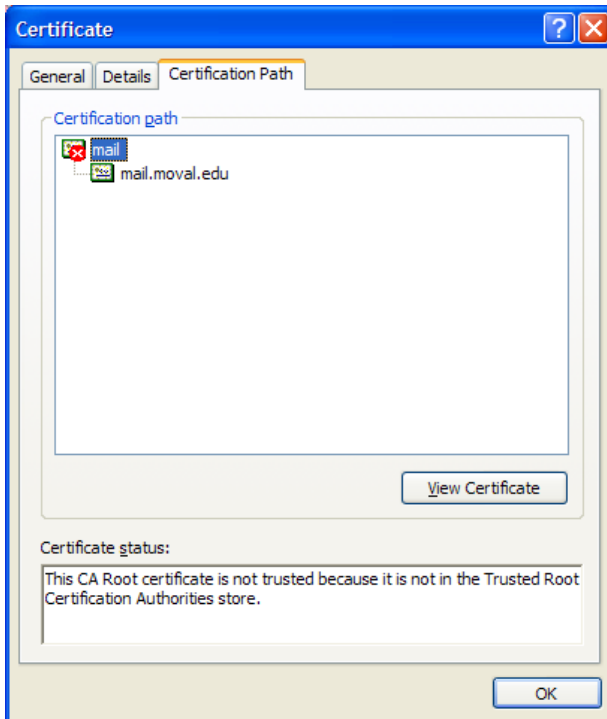 Certificate
General Details Certification Path
Certification path
mail
mail.moval.edu
View Certificate
Certificate status:
This CA Root certificate is not trusted because it is not in the Trusted Root
Certification Authorities store.
OK